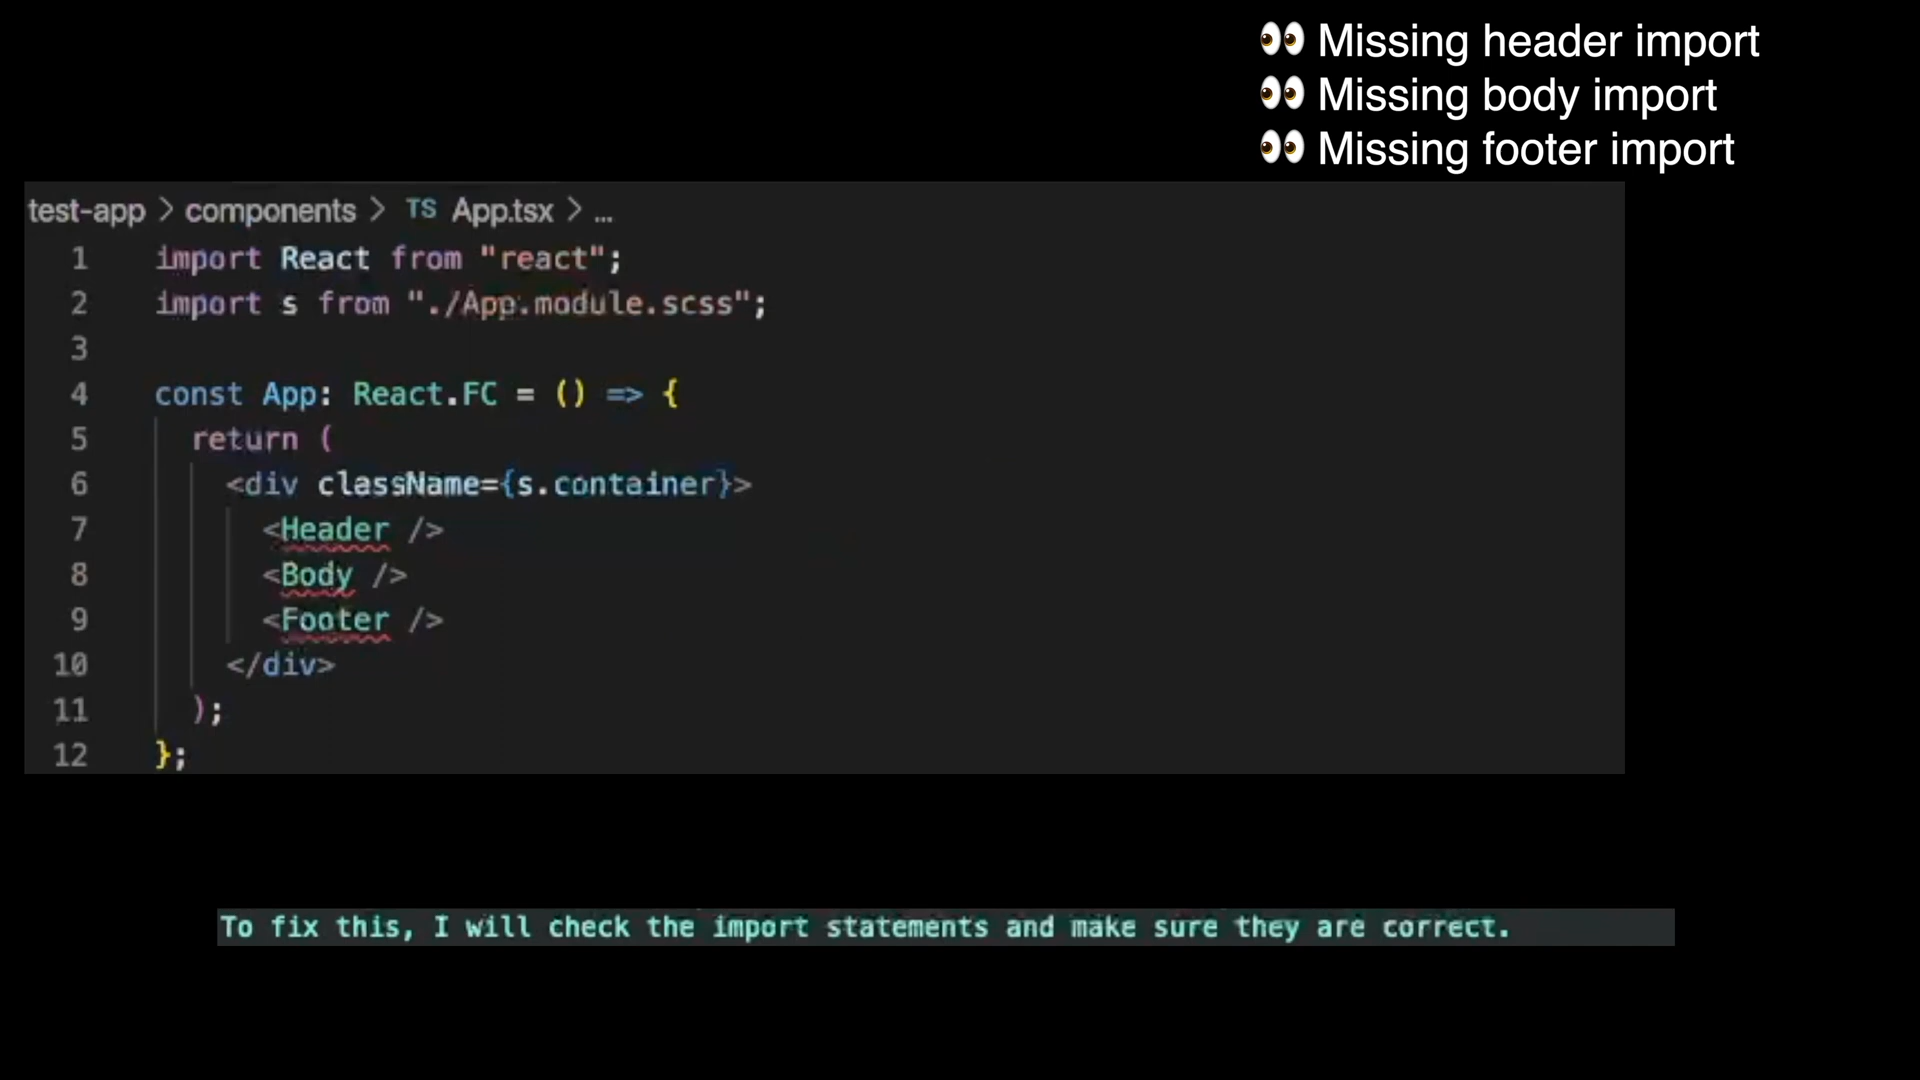 👀 Missing header import
👀 Missing body import
👀 Missing footer import
test-app > components > TS App.tsx > ...
1 import React from "react";
2 import s from "./App.module.scss";
3
4 const App: React.FC = () => {
5 return (
6 <div className={s.container}>
7 <Header />
8 <Body />
9 <Footer />
10 </div>
11 );
12 };
To fix this, I will check the import statements and make sure they are correct.